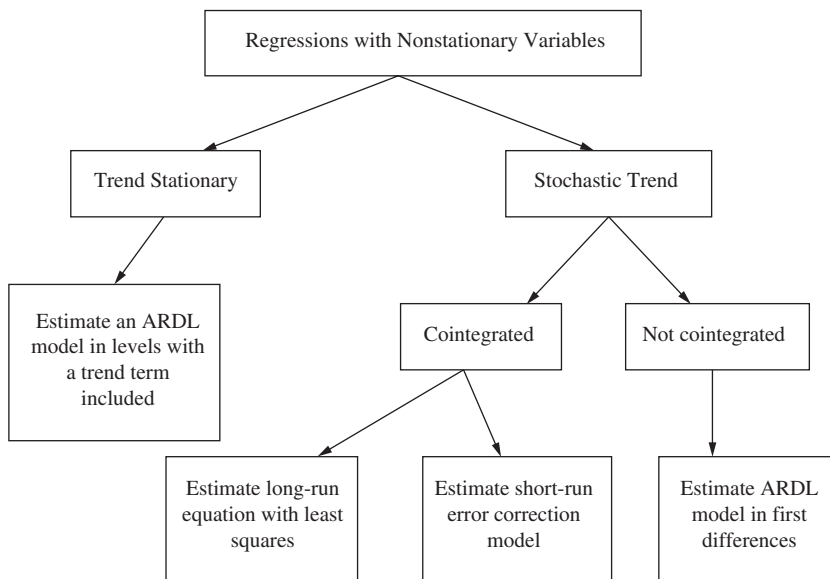 Regressions with Nonstationary Variables
Trend Stationary
Stochastic Trend
Estimate an ARDL
model in levels with
a trend term
included
Cointegrated
Not cointegrated
Estimate long-run
equation with least
squares
Estimate short-run
error correction
model
Estimate ARDL
model in first
differences